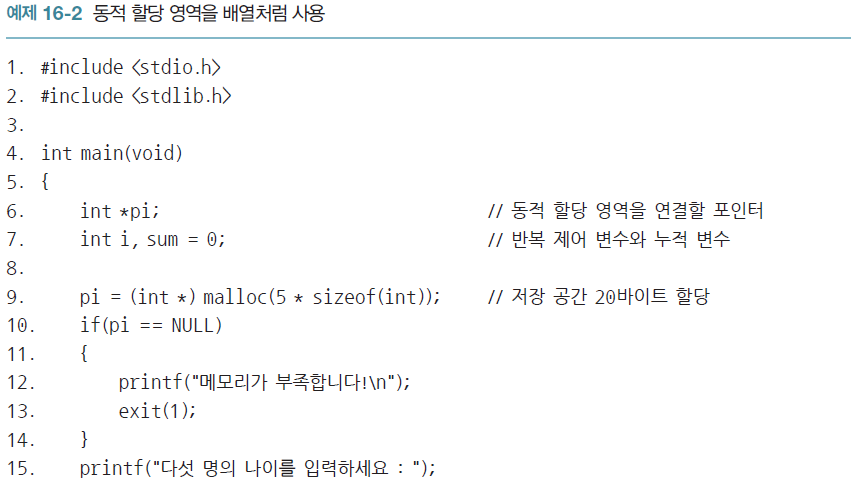 예제 16-2 동적 할당 영역을 배열처럼 사용
1. #include <stdio.h>
2. #include <stdlib.h>
3.
4. int main(void)
5. {
6. int *pi; // 동적 할당 영역을 연결할 포인터
7. int i, sum = 0; // 반복 제어 변수와 누적 변수
8.
9. pi = (int *) malloc(5 * sizeof(int)); // 저장 공간 20바이트 할당
10. if(pi == NULL)
11. {
12. printf("메모리가 부족합니다!\n");
13. exit(1);
14. }
15. printf("다섯 명의 나이를 입력하세요 : ");